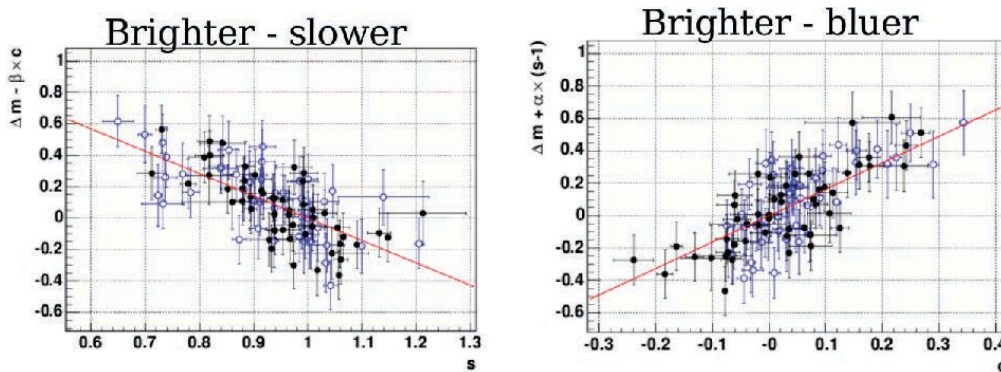 Brighter - slower
Δ m - β × c
1
0.8
0.6
0.4
0.2
0
-0.2
-0.4
-0.6
0.6 0.7 0.8 0.9 1 1.1 1.2 1.3
s
Brighter - bluer
Δ m + α × (s-1)
1
0.8
0.6
0.4
0.2
0
-0.2
-0.4
-0.6
-0.3 -0.2 -0.1 -0 0.1 0.2 0.3 0.4